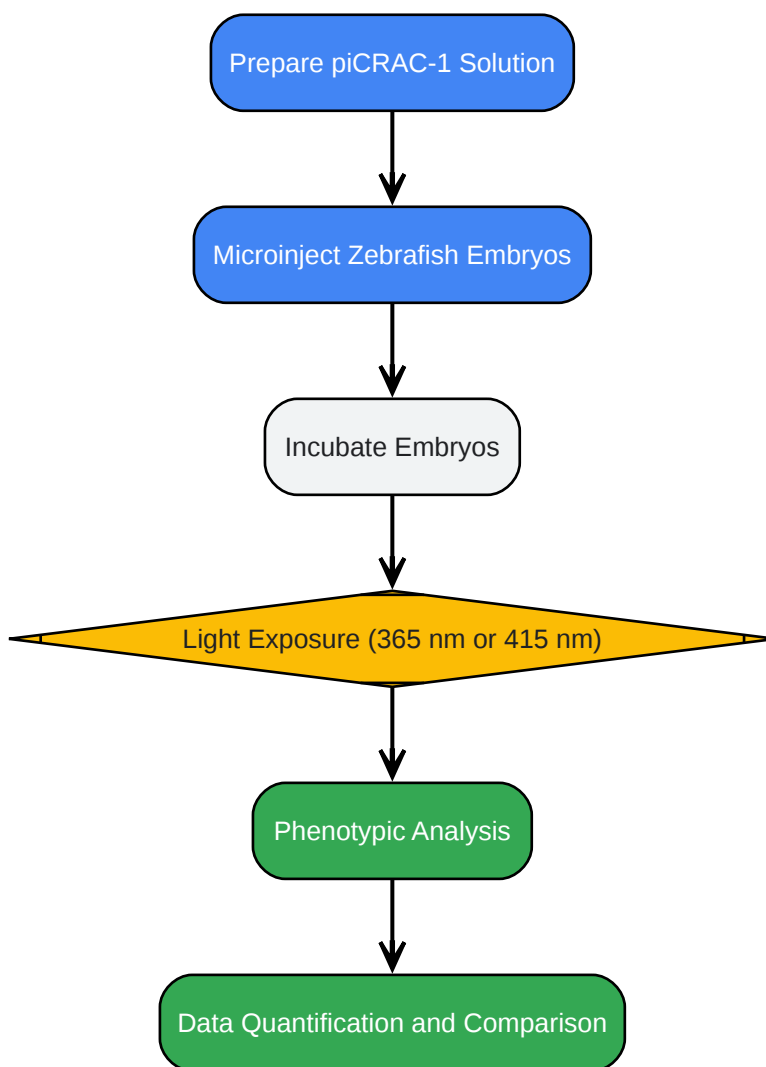 Prepare piCRAC-1 Solution
Microinject Zebrafish Embryos
Incubate Embryos
Light Exposure (365 nm or 415 nm)
Phenotypic Analysis
Data Quantification and Comparison